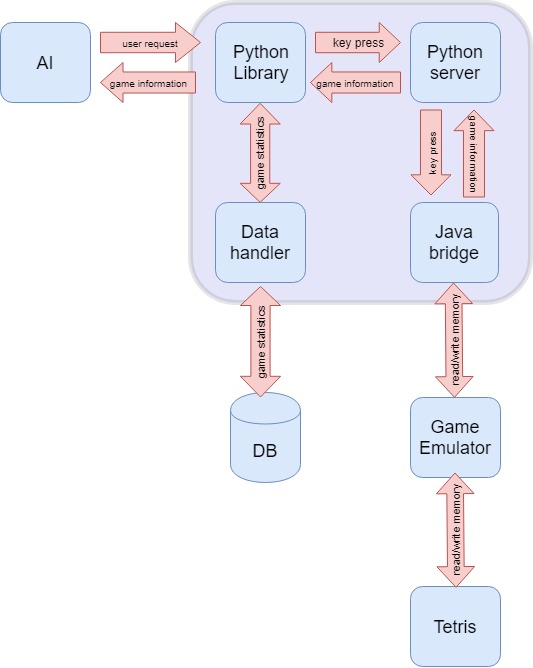 AI
user request
game information
Python
Library
key press
game information
Python
server
game statistics
key press
game information
Data
handler
Java
bridge
game statistics
read/write memory
DB
Game
Emulator
read/write memory
Tetris